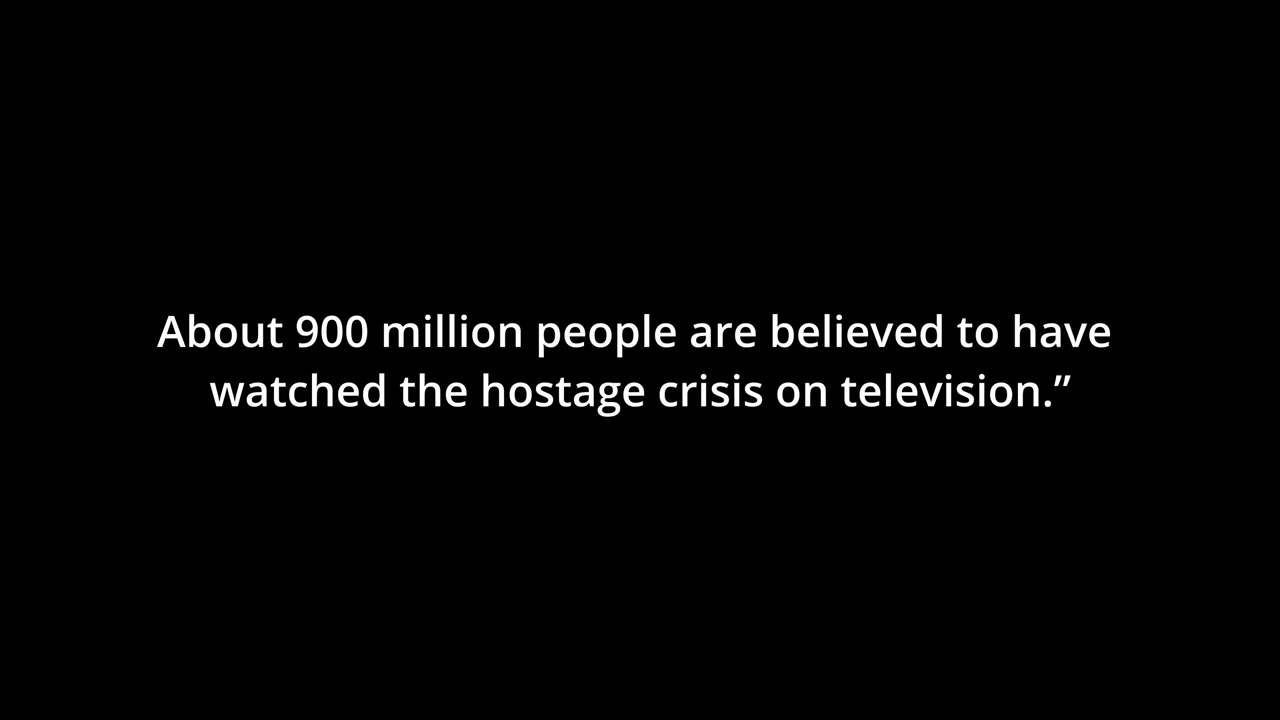 About 900 million people are believed to have
watched the hostage crisis on television.”